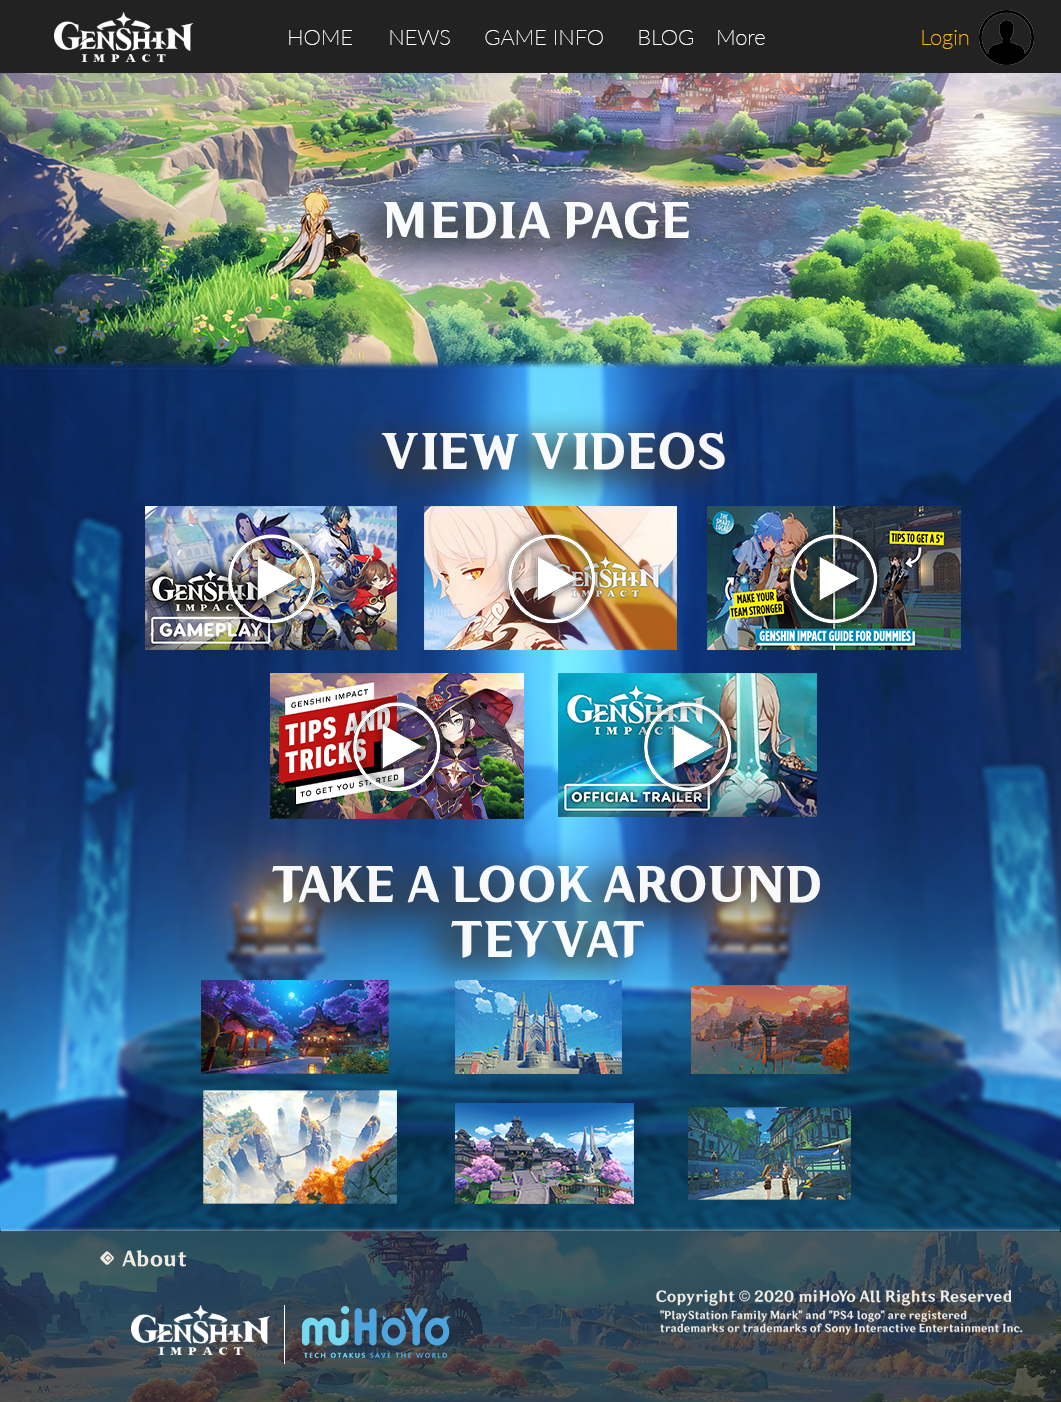 GENSHIN
IMPACT
HOME NEWS GAME INFO BLOG More Login
MEDIA PAGE
VIEW VIDEOS
GENSHIN
IMPACT
GAMEPLAY
GENSHIN
IMPACT
THE SMART LOCAL
TIPS TO GET A 5*
MAKE YOUR
TEAM STRONGER
GENSHIN IMPACT GUIDE FOR DUMMIES
GENSHIN IMPACT
TIPS AND
TRICKS
TO GET YOU STARTED
GENSHIN
IMPACT
OFFICIAL TRAILER
TAKE A LOOK AROUND
TEYVAT
About
GENSHIN
IMPACT
miHoYo
TECH OTAKUS SAVE THE WORLD
Copyright © 2020 miHoYo All Rights Reserved
"PlayStation Family Mark" and "PS4 logo" are registered
trademarks or trademarks of Sony Interactive Entertainment Inc.